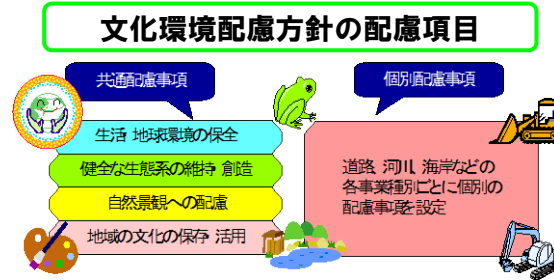 文化環境配慮方針の配慮項目
共通配慮事項
生活・地球環境の保全
健全な生態系の維持・創造
自然景観への配慮
地域の文化の保存・活用
個別配慮事項
道路、河川、海岸などの
各事業種別ごとに個別の
配慮事項を設定